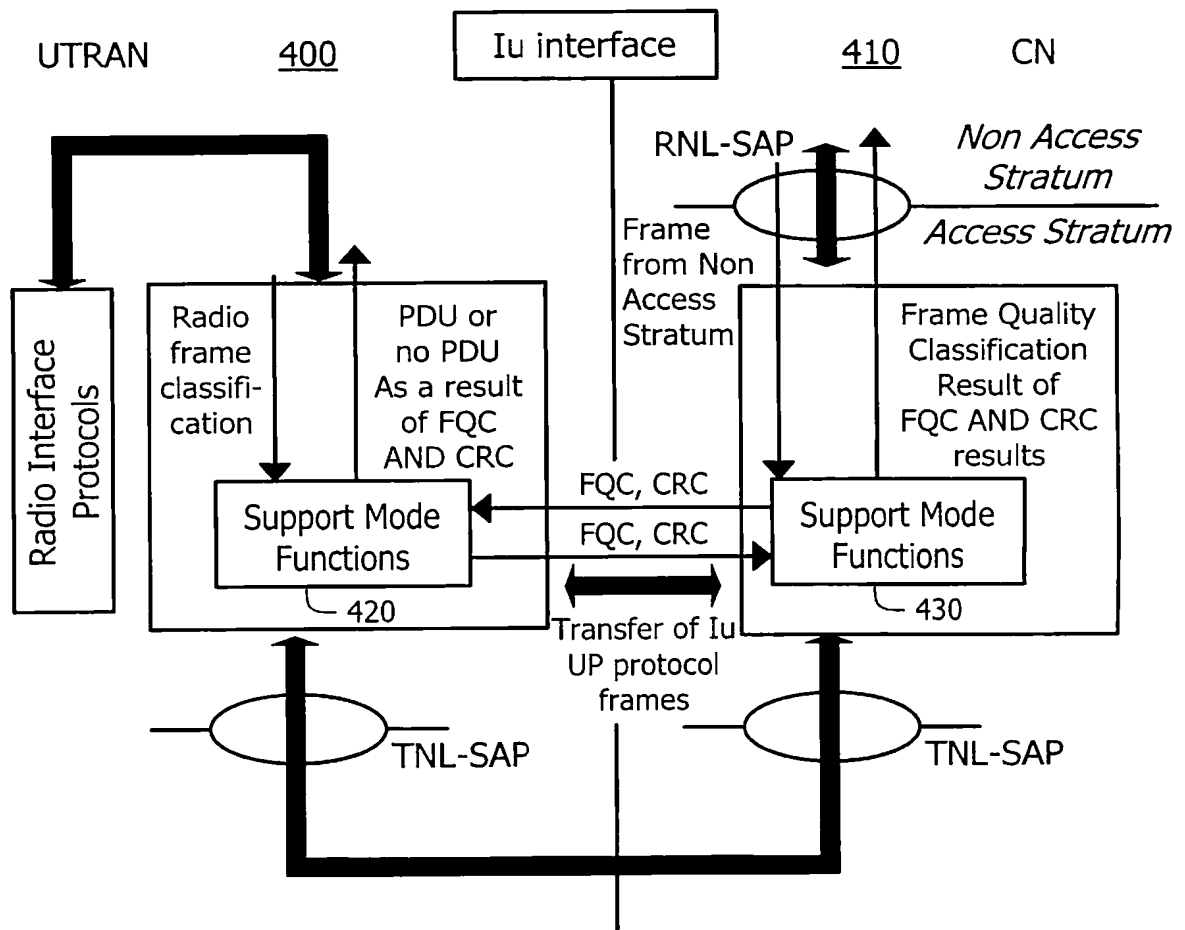 UTRAN
400
Iu interface
410
CN
RNL-SAP
Non Access
Stratum
Access Stratum
Frame
from Non
Access
Stratum
Radio Interface
Protocols
Radio
frame
classifi-
cation
PDU or
no PDU
As a result
of FQC
AND CRC
Frame Quality
Classification
Result of
FQC AND CRC
results
FQC, CRC
FQC, CRC
Support Mode
Functions
420
Support Mode
Functions
430
Transfer of Iu
UP protocol
frames
TNL-SAP
TNL-SAP